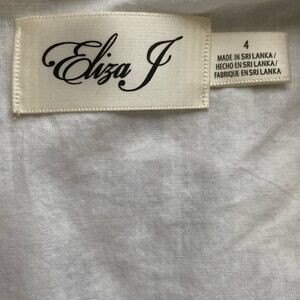 Eliza J
4
MADE IN SRI LANKA/
HECHO EN SRI LANKA/
FABRIQUE EN SRI LANKA